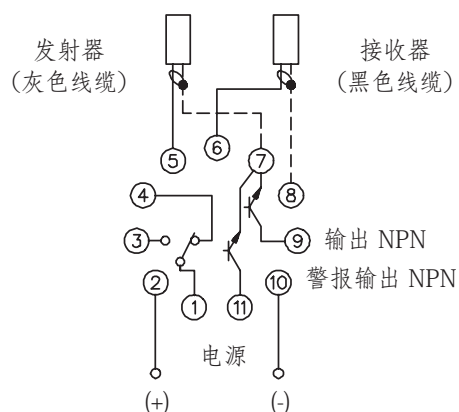 发射器 接收器
(灰色线缆) (黑色线缆)
5 6 7 8
4
3 9 输出 NPN
2 1 11 10 警报输出 NPN
电源
(+) (-)